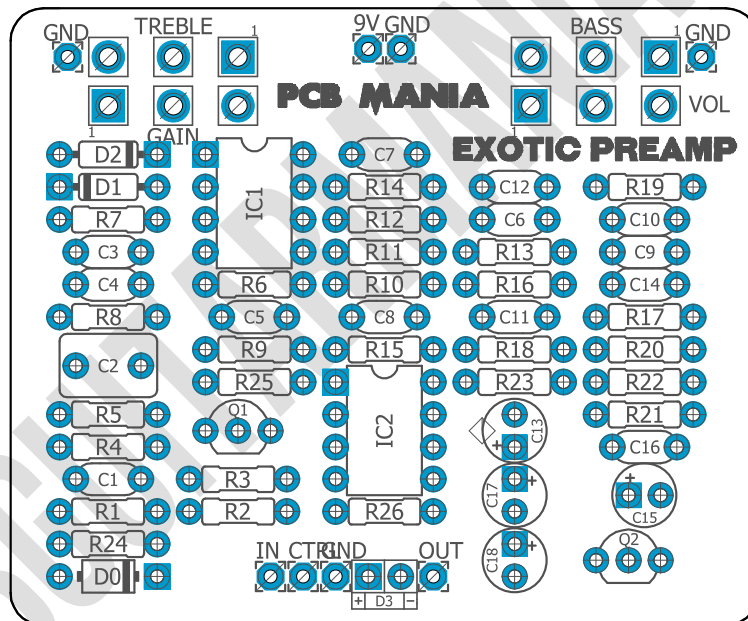 GND TREBLE 1 9V GND BASS 1 GND
PCB MANIA
1 GAIN 1 VOL
EXOTIC PREAMP
D2 IC1 C7
D1 R14 C12 R19
R7 R12 C6 C10
C3 R11 R13 C9
C4 R6 R10 R16 C14
R8 C5 C8 C11 R17
C2 R9 R15 R18 R20
R25 R23 R22
R5 Q1 IC2 C13 R21
R4 + C16
C1 R3 C17 + +
R1 R2 R26 C15
R24 C18 + Q2
D0 IN CTRL GND OUT
+ D3 -